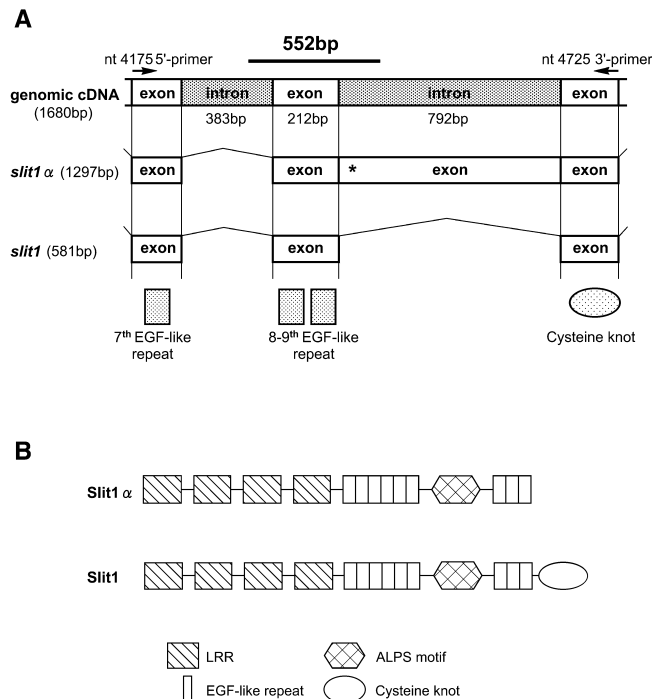 A
552bp
nt 4175 5'-primer
nt 4725 3'-primer
genomic cDNA
(1680bp)
exon intron exon intron exon
383bp 212bp 792bp
slit1 α (1297bp) exon exon * exon exon
slit1 (581bp) exon exon exon
7th EGF-like
repeat
8-9th EGF-like
repeat
Cysteine knot
B
Slit1 α
Slit1
LRR
ALPS motif
EGF-like repeat
Cysteine knot